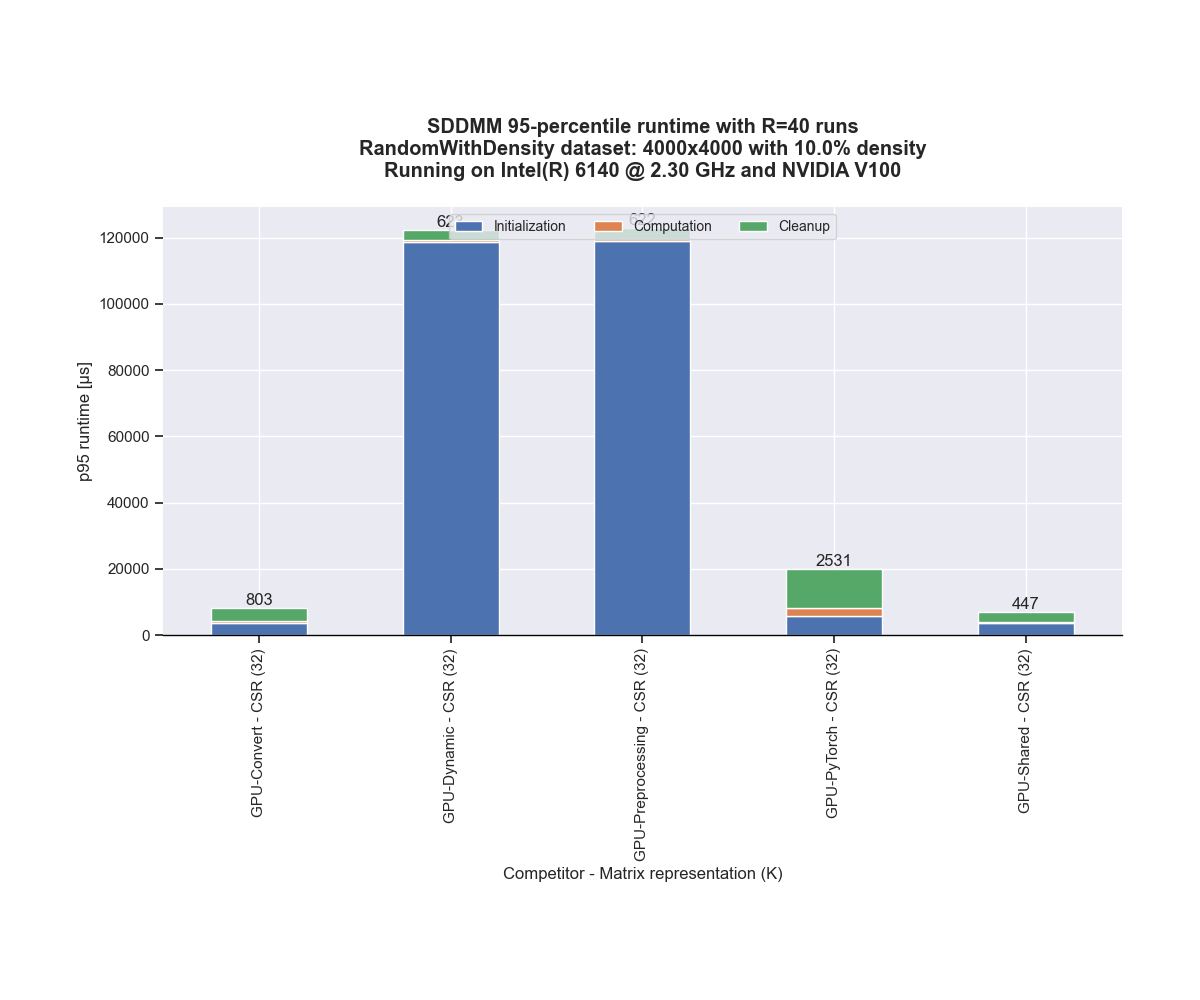 SDDMM 95-percentile runtime with R=40 runs
RandomWithDensity dataset: 4000x4000 with 10.0% density
Running on Intel(R) 6140 @ 2.30 GHz and NVIDIA V100
Initialization
Computation
Cleanup
p95 runtime [µs]
120000
100000
80000
60000
40000
20000
0
803
622
2531
447
GPU-Convert - CSR (32)
GPU-Dynamic - CSR (32)
GPU-Preprocessing - CSR (32)
GPU-PyTorch - CSR (32)
GPU-Shared - CSR (32)
Competitor - Matrix representation (K)